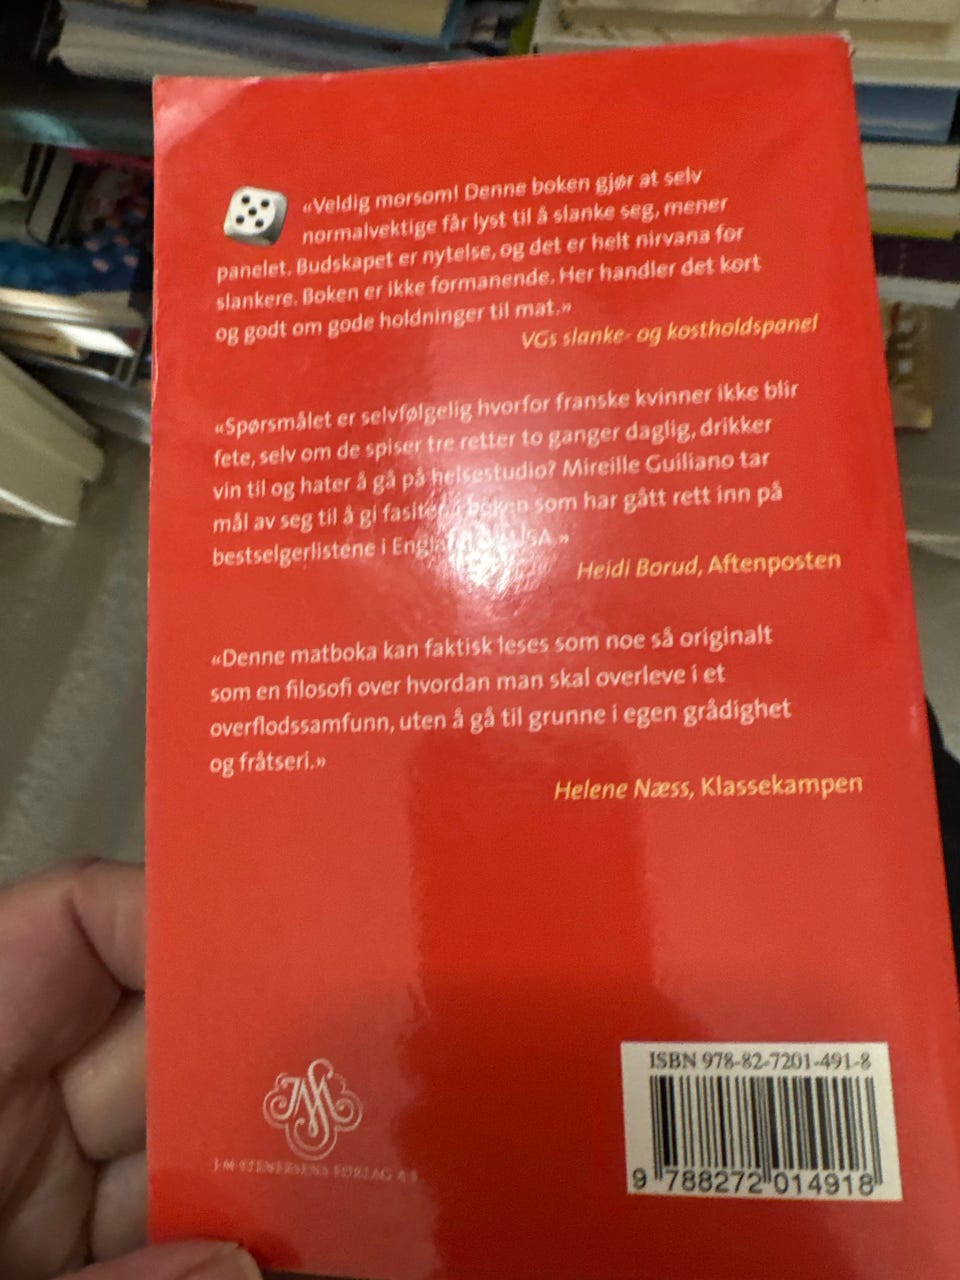 «Veldig morsom! Denne boken gjør at selv
normalvektige får lyst til å slanke seg, mener
panelet. Budskapet er nytelse, og det er helt nirvana for
slankere. Boken er ikke formanende. Her handler det kort
og godt om gode holdninger til mat.»
VGs slanke- og kostholdspanel
«Spørsmålet er selvfølgelig hvorfor franske kvinner ikke blir
fete, selv om de spiser tre retter to ganger daglig, drikker
vin til og hater å gå på helsestudio? Mireille Guiliano tar
mål av seg til å gi fasiten i boken som har gått rett inn på
bestselgerlistene i England og USA.»
Heidi Borud, Aftenposten
«Denne matboka kan faktisk leses som noe så originalt
som en filosofi over hvordan man skal overleve i et
overflodssamfunn, uten å gå til grunne i egen grådighet
og fråtseri.»
Helene Næss, Klassekampen
JM STENERSENS FORLAG A·S
ISBN 978-82-7201-491-8
9 788272 014918